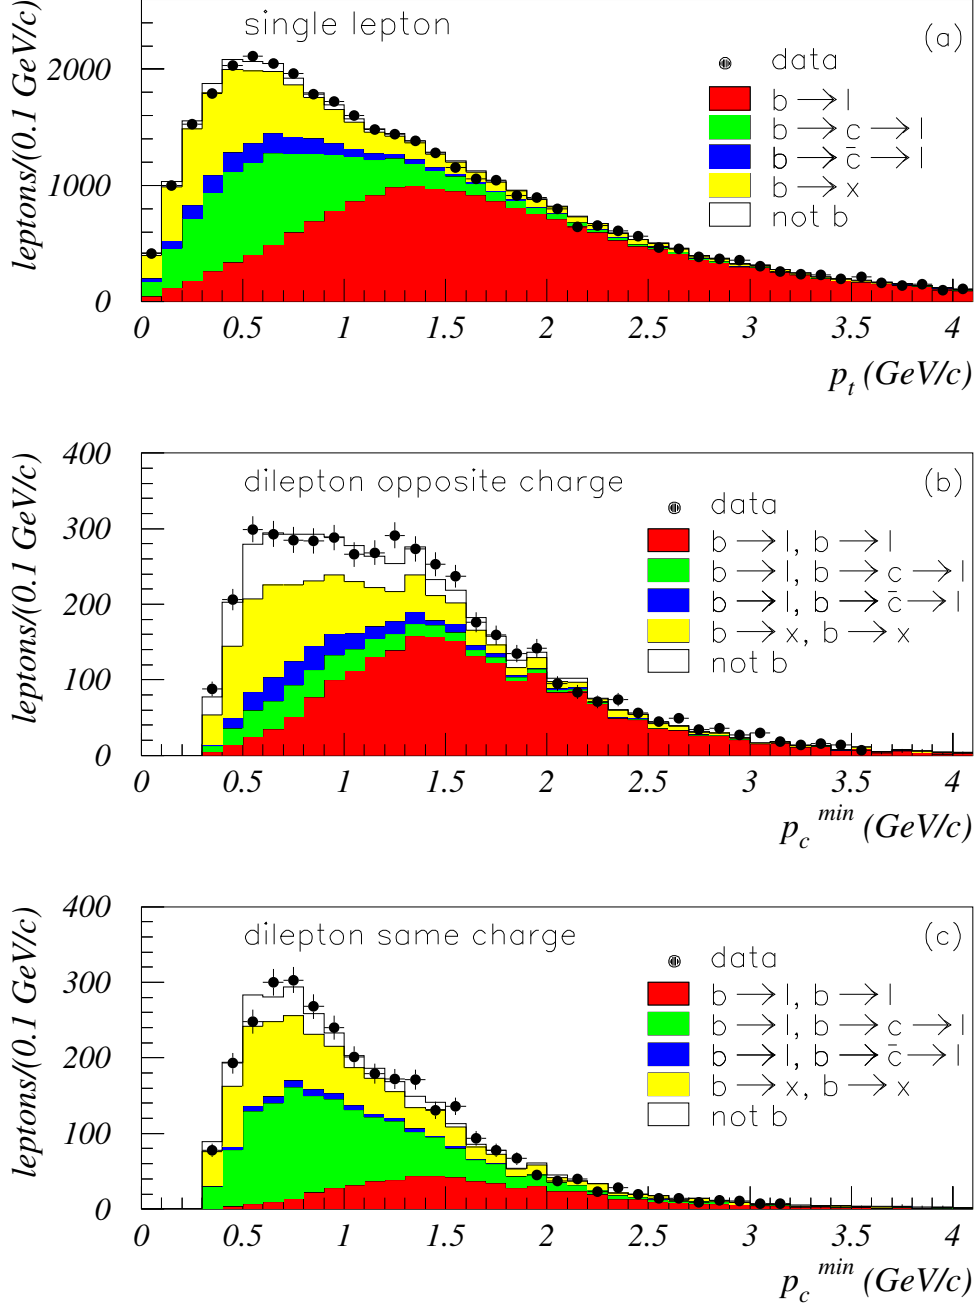 single lepton
(a)
data
b → l
b → c → l
b → c̄ → l
b → x
not b
leptons/(0.1 GeV/c)
2000
1000
0
0 0.5 1 1.5 2 2.5 3 3.5 4
p_t (GeV/c)
dilepton opposite charge
(b)
data
b → l, b → l
b → l, b → c → l
b → l, b → c̄ → l
b → x, b → x
not b
leptons/(0.1 GeV/c)
400
300
200
100
0
0 0.5 1 1.5 2 2.5 3 3.5 4
p_c^min (GeV/c)
dilepton same charge
(c)
data
b → l, b → l
b → l, b → c → l
b → l, b → c̄ → l
b → x, b → x
not b
leptons/(0.1 GeV/c)
400
300
200
100
0
0 0.5 1 1.5 2 2.5 3 3.5 4
p_c^min (GeV/c)